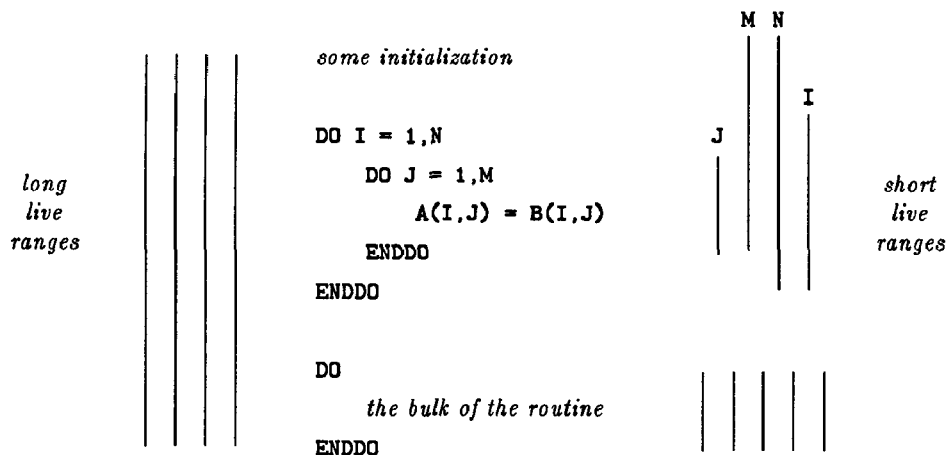 M N
some initialization
I
DO I = 1,N
J
long
live
ranges
DO J = 1,M
A(I,J) = B(I,J)
ENDDO
ENDDO
short
live
ranges
DO
the bulk of the routine
ENDDO